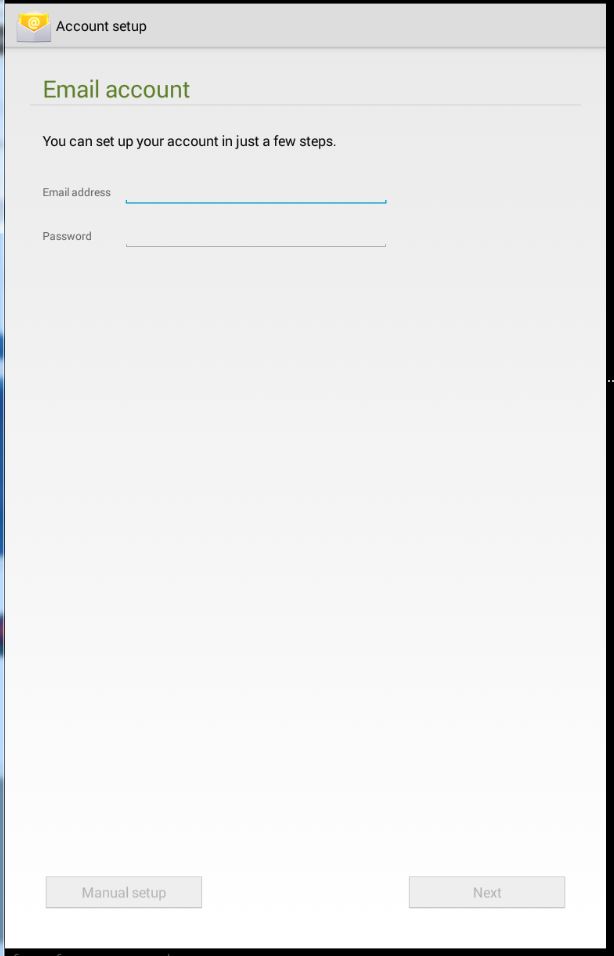 Account setup
Email account
You can set up your account in just a few steps.
Email address
Password
Manual setup
Next